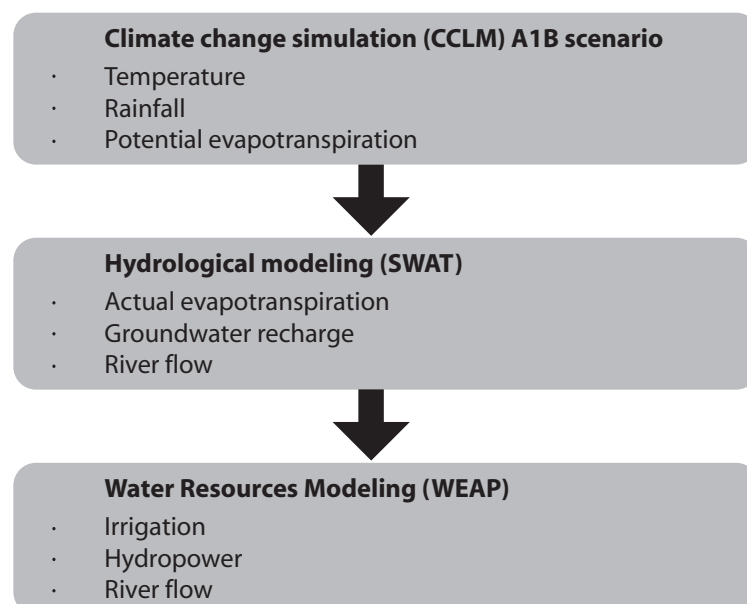 Climate change simulation (CCLM) A1B scenario
· Temperature
· Rainfall
· Potential evapotranspiration
Hydrological modeling (SWAT)
· Actual evapotranspiration
· Groundwater recharge
· River flow
Water Resources Modeling (WEAP)
· Irrigation
· Hydropower
· River flow